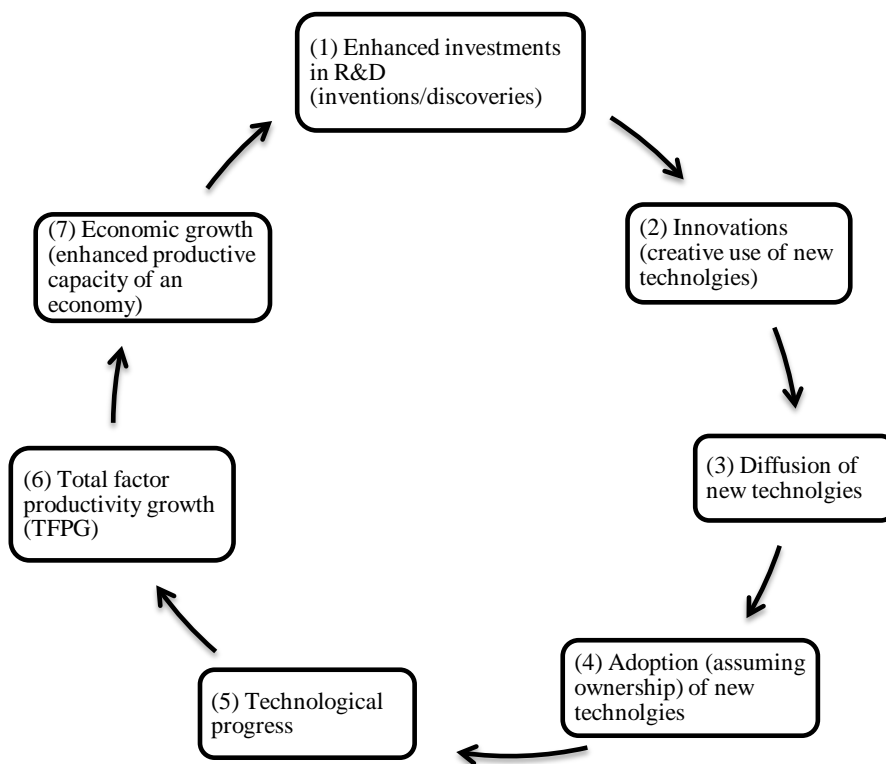 (1) Enhanced investments
in R&D
(inventions/discoveries)
(2) Innovations
(creative use of new
technolgies)
(3) Diffusion of
new technolgies
(4) Adoption (assuming
ownership) of new
technolgies
(5) Technological
progress
(6) Total factor
productivity growth
(TFPG)
(7) Economic growth
(enhanced productive
capacity of an
economy)